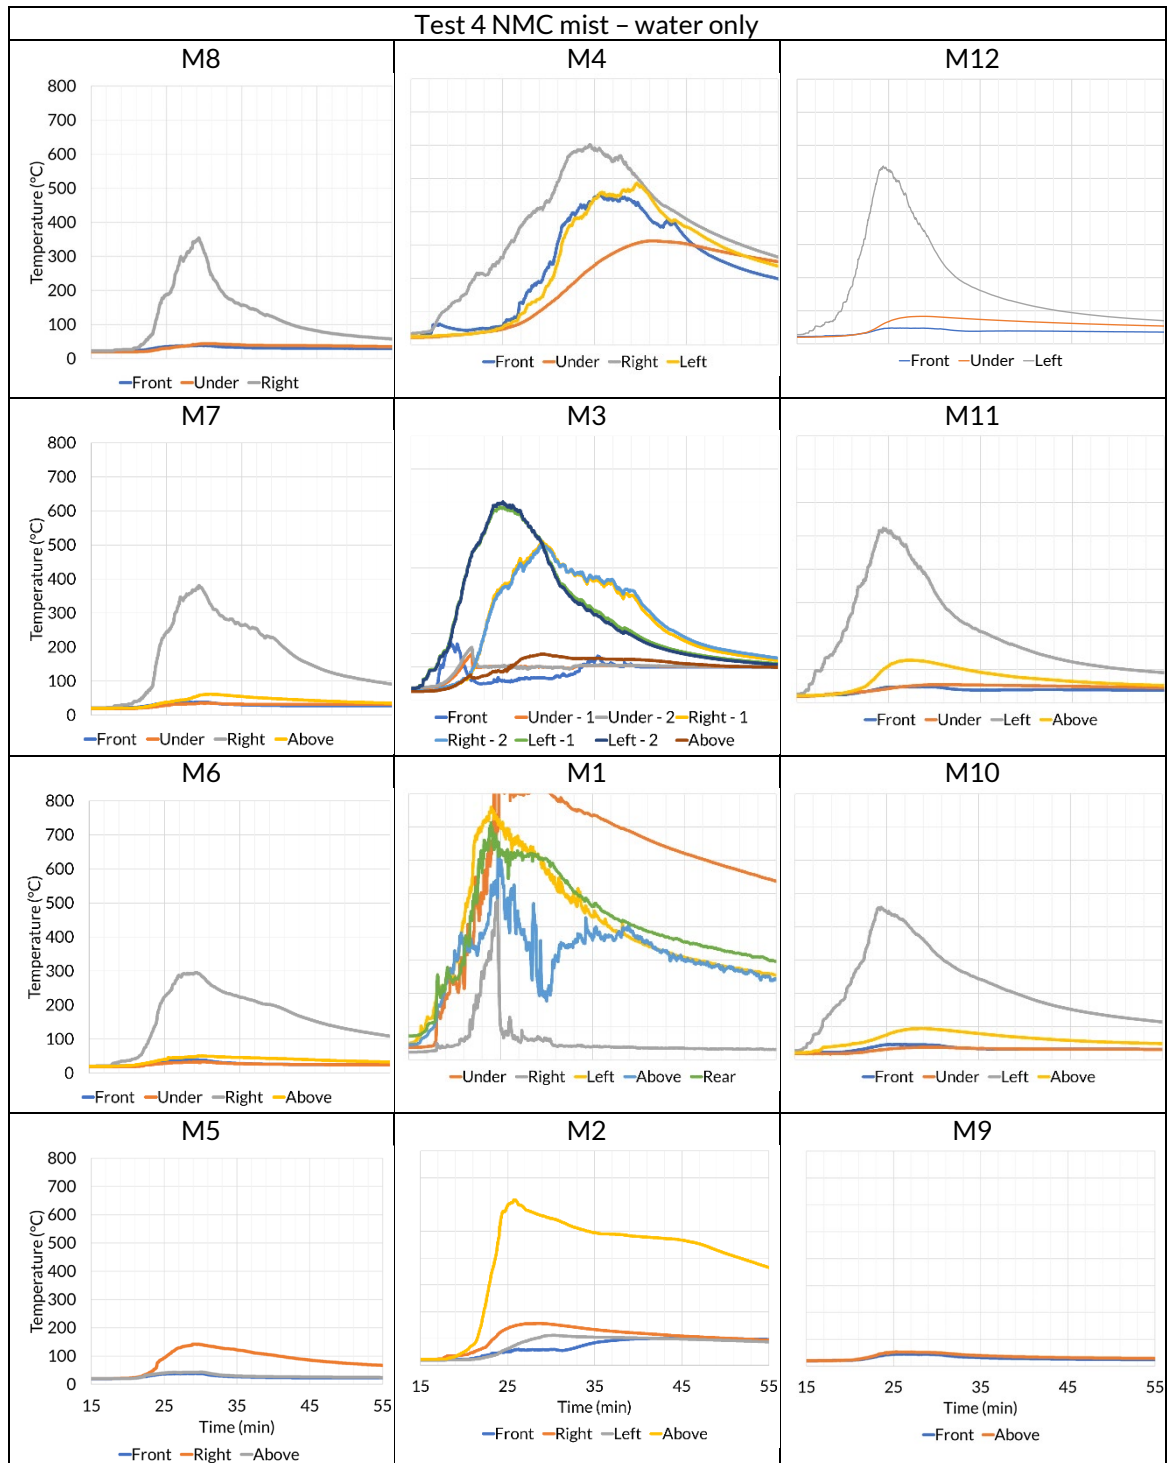 Test 4 NMC mist – water only
M8
M4
M12
800
700
600
500
400
300
200
100
0
Temperature (°C)
Front Under Right
Front Under Right Left
Front Under Left
M7
M3
M11
800
700
600
500
400
300
200
100
0
Temperature (°C)
Front Under Right Above
Front Under - 1 Under - 2 Right - 1
Right - 2 Left -1 Left - 2 Above
Front Under Left Above
M6
M1
M10
800
700
600
500
400
300
200
100
0
Temperature (°C)
Front Under Right Above
Under Right Left Above Rear
Front Under Left Above
M5
M2
M9
800
700
600
500
400
300
200
100
0
Temperature (°C)
15 25 35 45 55
Time (min)
Front Right Above
15 25 35 45 55
Time (min)
Front Right Left Above
15 25 35 45 55
Time (min)
Front Above